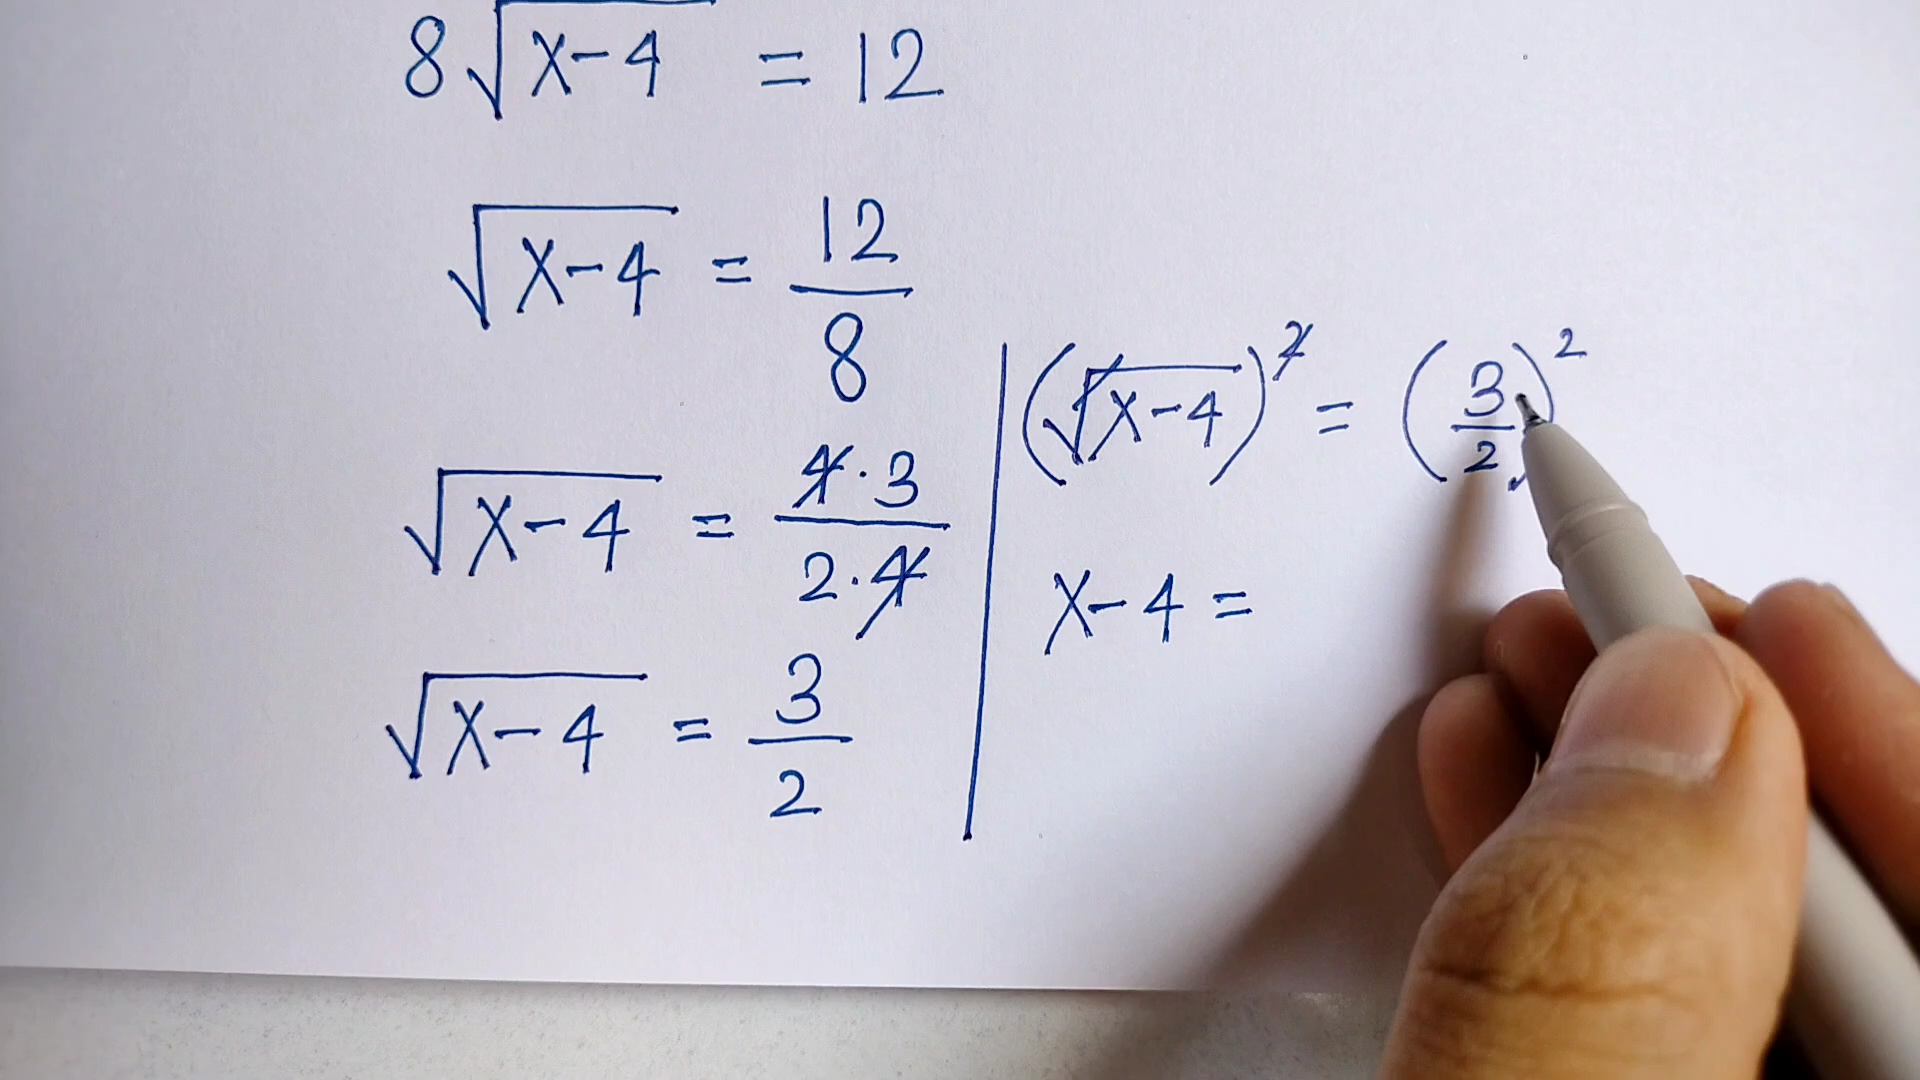 8√(x-4) = 12
√(x-4) = 12/8
√(x-4) = 4·3/2·4
√(x-4) = 3/2
(√(x-4))² = (3/2)²
x-4 =